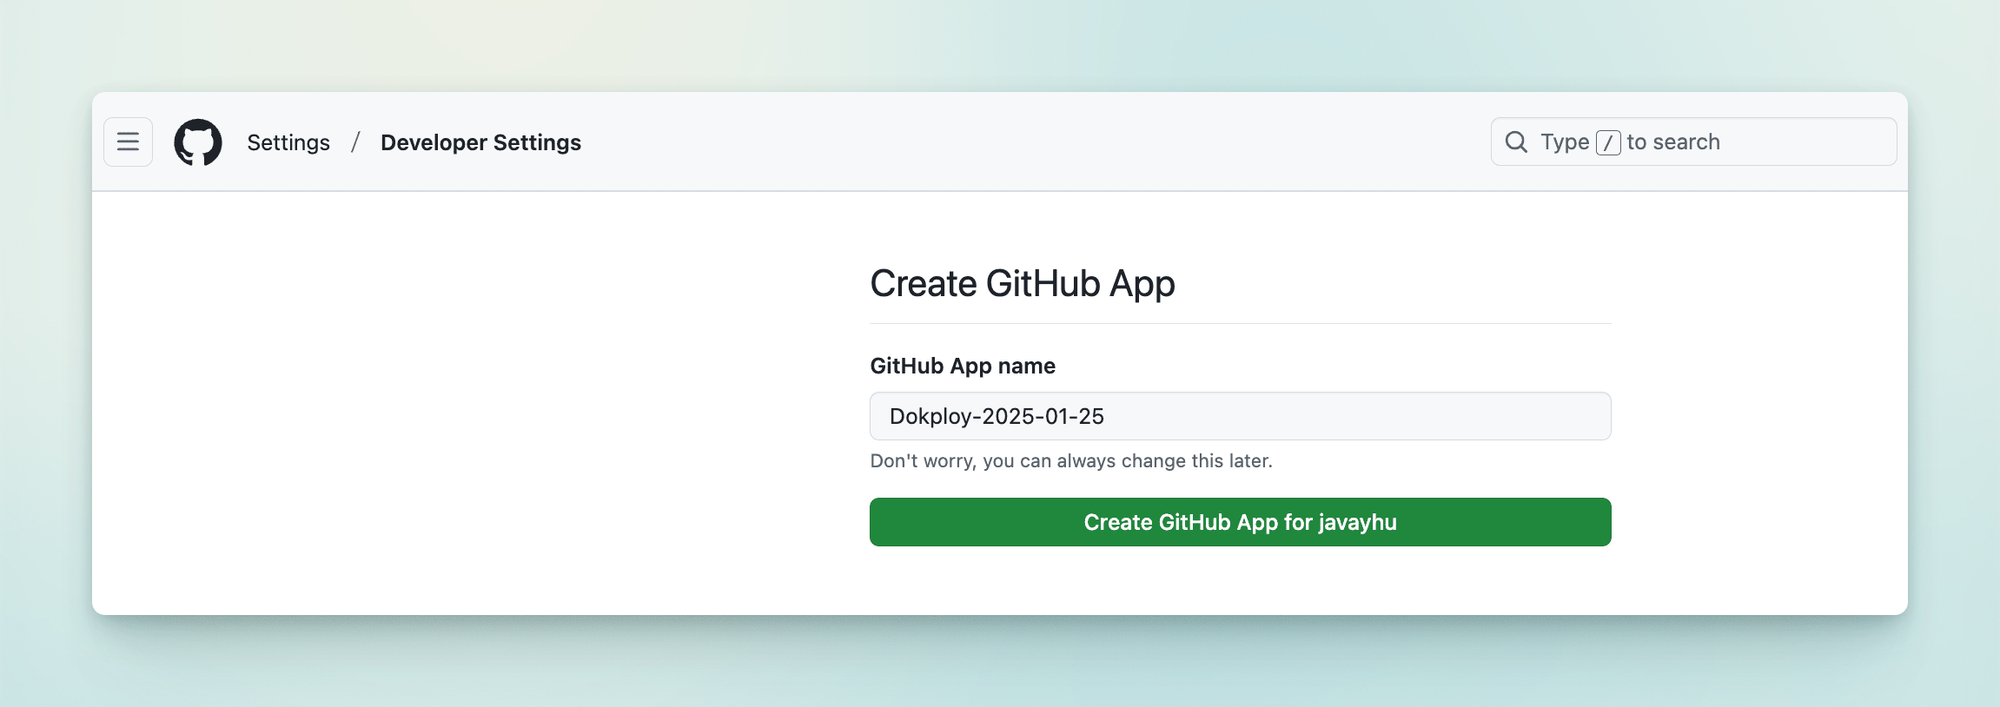 Settings / Developer Settings
Type / to search
Create GitHub App
GitHub App name
Dokploy-2025-01-25
Don't worry, you can always change this later.
Create GitHub App for javayhu